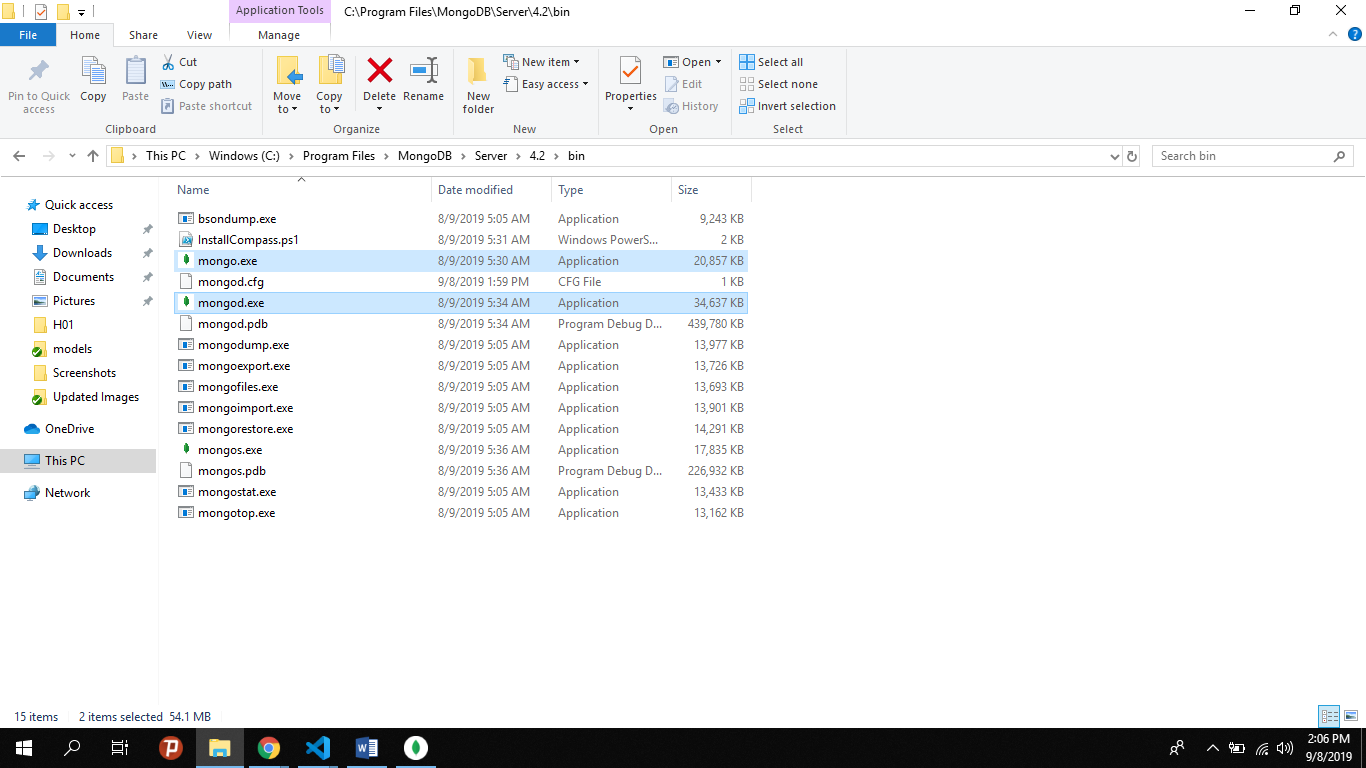 Application Tools
C:\Program Files\MongoDB\Server\4.2\bin
File
Home
Share
View
Manage
Pin to Quick access
Copy
Paste
Cut
Copy path
Paste shortcut
Clipboard
Move to
Copy to
Delete
Rename
Organize
New folder
New item
Easy access
New
Properties
Open
Edit
History
Open
Select all
Select none
Invert selection
Select
This PC > Windows (C:) > Program Files > MongoDB > Server > 4.2 > bin
Search bin
Quick access
Desktop
Downloads
Documents
Pictures
H01
models
Screenshots
Updated Images
OneDrive
This PC
Network
Name Date modified Type Size
bsondump.exe 8/9/2019 5:05 AM Application 9,243 KB
InstallCompass.ps1 8/9/2019 5:31 AM Windows PowerS... 2 KB
mongo.exe 8/9/2019 5:30 AM Application 20,857 KB
mongod.cfg 9/8/2019 1:59 PM CFG File 1 KB
mongod.exe 8/9/2019 5:34 AM Application 34,637 KB
mongod.pdb 8/9/2019 5:34 AM Program Debug D... 439,780 KB
mongodump.exe 8/9/2019 5:05 AM Application 13,977 KB
mongoexport.exe 8/9/2019 5:05 AM Application 13,726 KB
mongofiles.exe 8/9/2019 5:05 AM Application 13,693 KB
mongoimport.exe 8/9/2019 5:05 AM Application 13,901 KB
mongorestore.exe 8/9/2019 5:05 AM Application 14,291 KB
mongos.exe 8/9/2019 5:36 AM Application 17,835 KB
mongos.pdb 8/9/2019 5:36 AM Program Debug D... 226,932 KB
mongostat.exe 8/9/2019 5:05 AM Application 13,433 KB
mongotop.exe 8/9/2019 5:05 AM Application 13,162 KB
15 items 2 items selected 54.1 MB
2:06 PM
9/8/2019